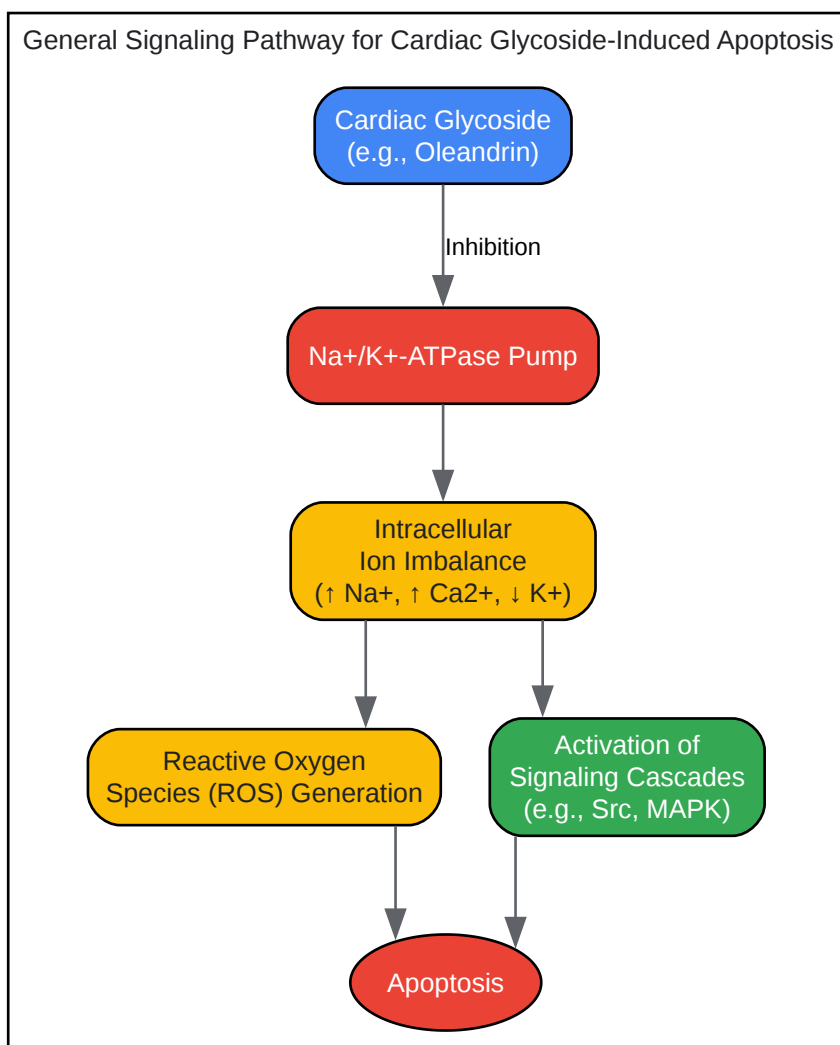 General Signaling Pathway for Cardiac Glycoside-Induced Apoptosis
Cardiac Glycoside
(e.g., Oleandrin)
Inhibition
Na+/K+-ATPase Pump
Intracellular
Ion Imbalance
(↑ Na+, ↑ Ca2+, ↓ K+)
Reactive Oxygen
Species (ROS) Generation
Activation of
Signaling Cascades
(e.g., Src, MAPK)
Apoptosis